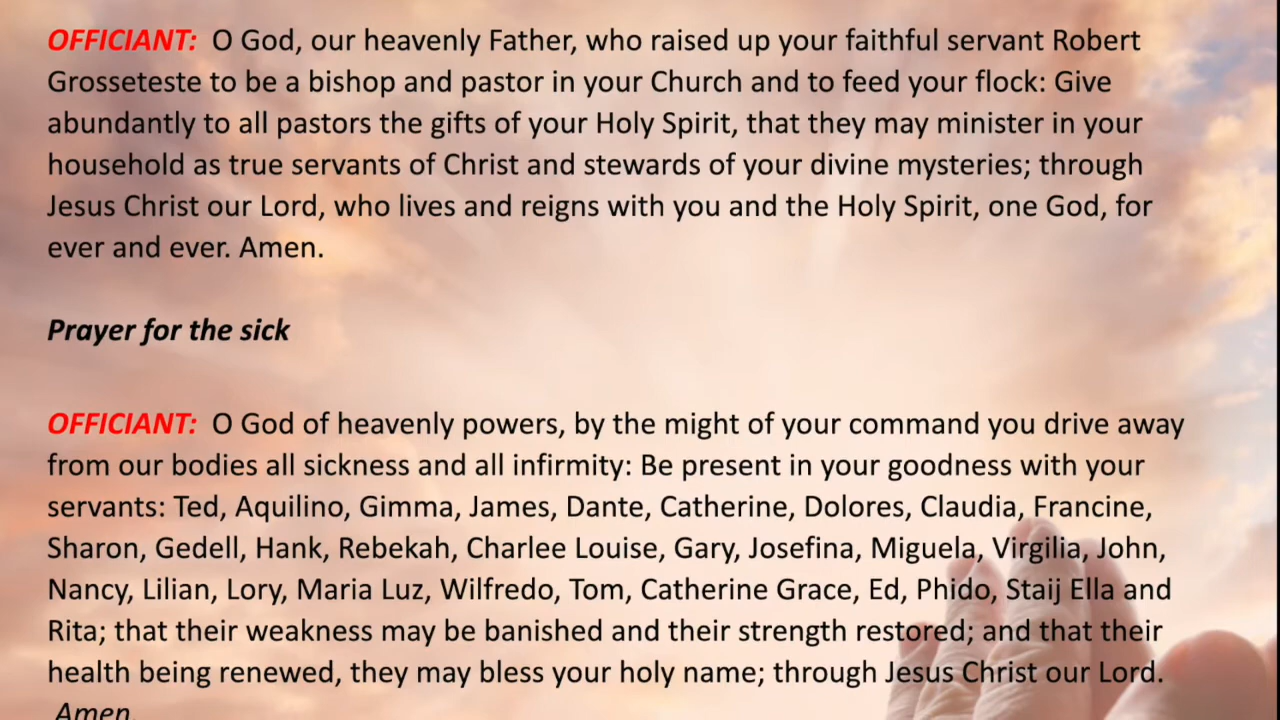 OFFICIANT: O God, our heavenly Father, who raised up your faithful servant Robert
Grosseteste to be a bishop and pastor in your Church and to feed your flock: Give
abundantly to all pastors the gifts of your Holy Spirit, that they may minister in your
household as true servants of Christ and stewards of your divine mysteries; through
Jesus Christ our Lord, who lives and reigns with you and the Holy Spirit, one God, for
ever and ever. Amen.
Prayer for the sick
OFFICIANT: O God of heavenly powers, by the might of your command you drive away
from our bodies all sickness and all infirmity: Be present in your goodness with your
servants: Ted, Aquilino, Gimma, James, Dante, Catherine, Dolores, Claudia, Francine,
Sharon, Gedell, Hank, Rebekah, Charlee Louise, Gary, Josefina, Miguela, Virgilia, John,
Nancy, Lilian, Lory, Maria Luz, Wilfredo, Tom, Catherine Grace, Ed, Phido, Staij Ella and
Rita; that their weakness may be banished and their strength restored; and that their
health being renewed, they may bless your holy name; through Jesus Christ our Lord.
Amen.